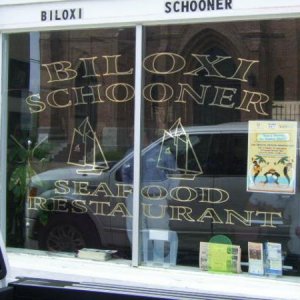 BILOXI SCHOONER
BILOXI
SCHOONER
SEAFOOD
RESTAURANT